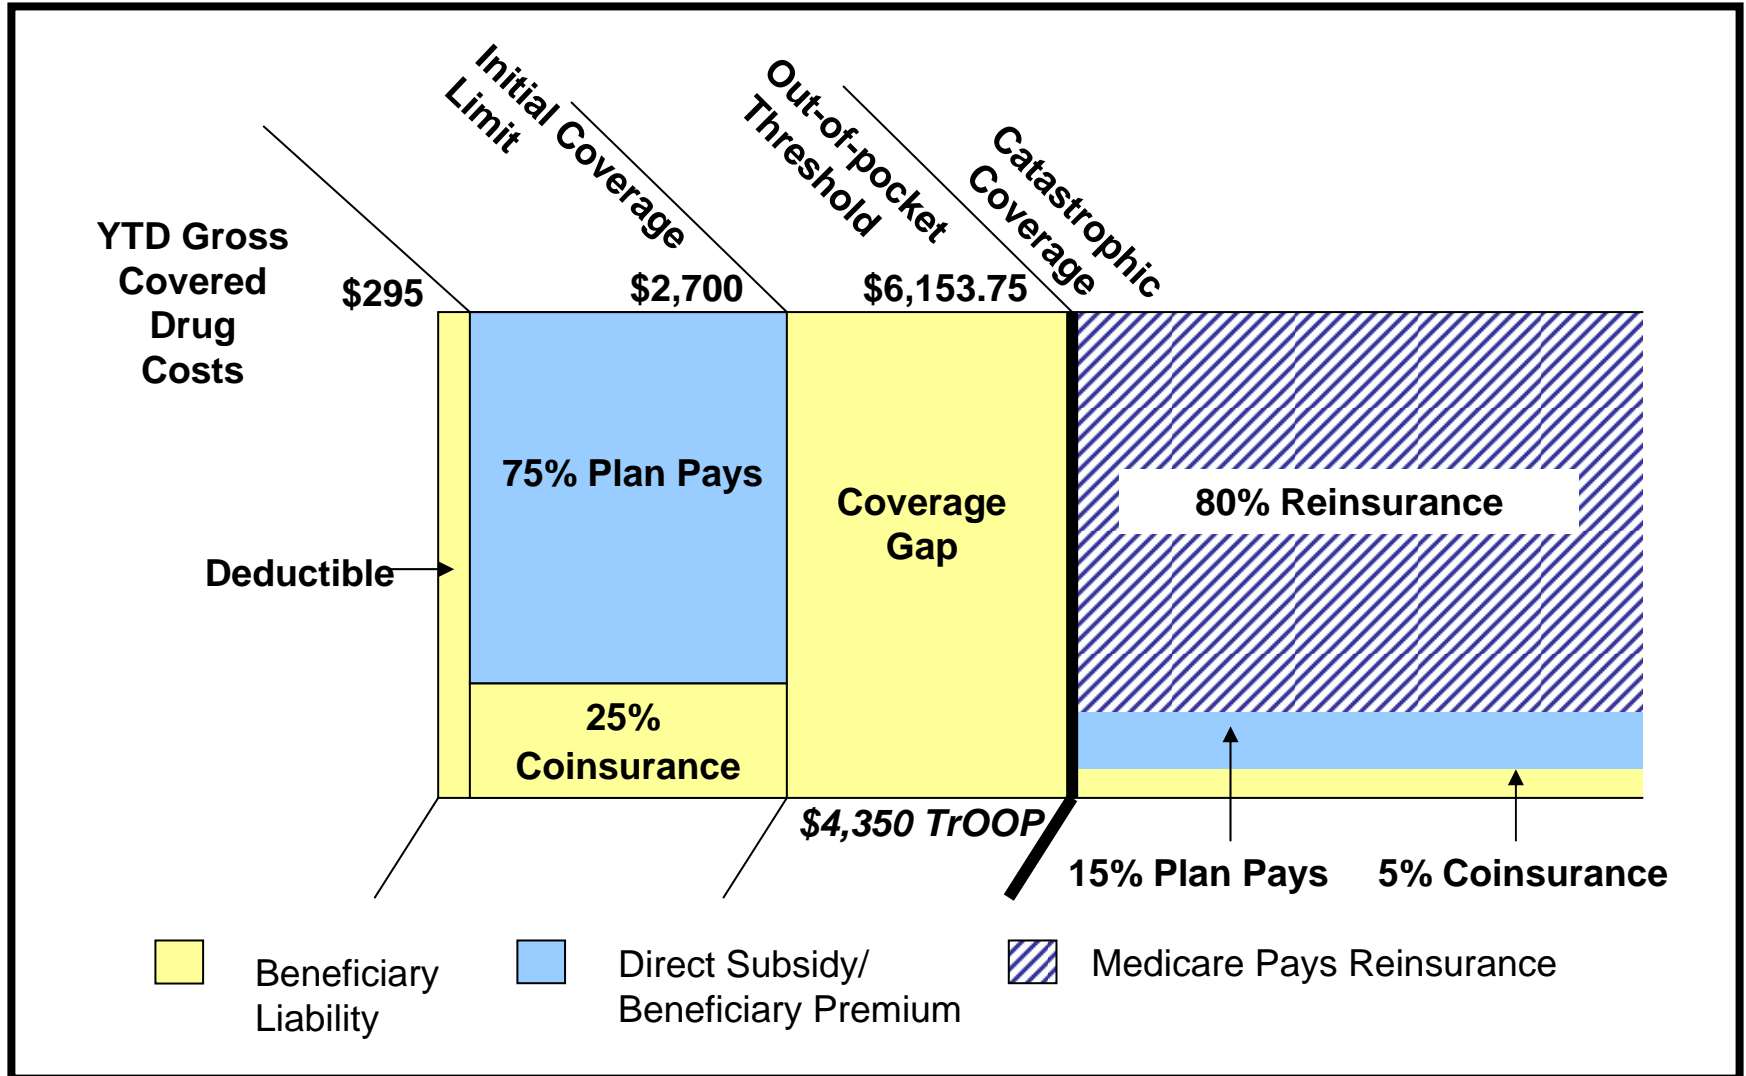 Initial Coverage
Limit
Out-of-pocket
Threshold
Catastrophic
Coverage
YTD Gross
Covered
Drug
Costs
$295
$2,700
$6,153.75
75% Plan Pays
Coverage
Gap
80% Reinsurance
Deductible
25%
Coinsurance
$4,350 TrOOP
15% Plan Pays
5% Coinsurance
Beneficiary
Liability
Direct Subsidy/
Beneficiary Premium
Medicare Pays Reinsurance